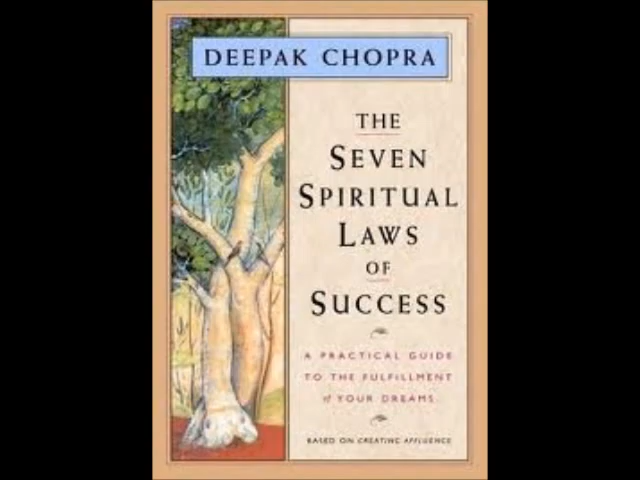 DEEPAK CHOPRA
THE
SEVEN
SPIRITUAL
LAWS
OF
SUCCESS
A PRACTICAL GUIDE
TO THE FULFILLMENT
of YOUR DREAMS
BASED ON CREATING AFFLUENCE